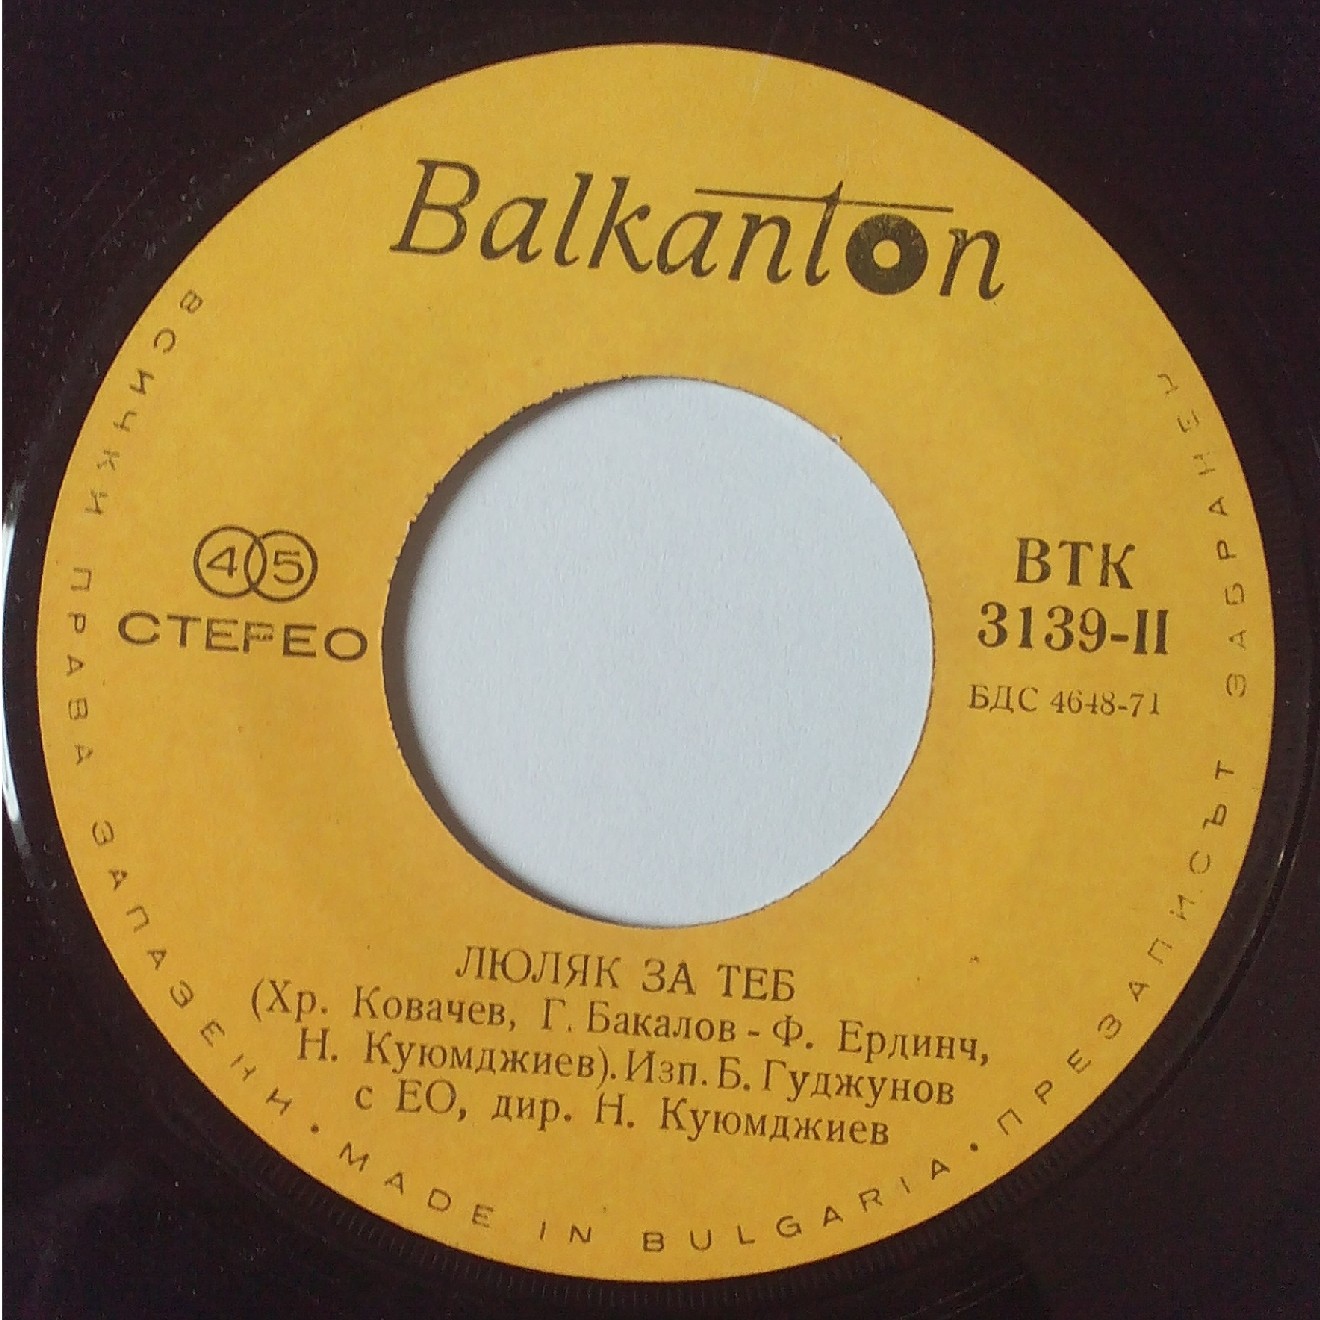 Balkanton
45
СТЕРЕО
ВТК
3139-II
БДС 4648-71
ЛЮЛЯК ЗА ТЕБ
(Хр. Ковачев, Г. Бакалов - Ф. Ердинч,
Н. Куюмджиев). Изп. Б. Гуджунов
с ЕО, дир. Н. Куюмджиев
ВСИЧКИ ПРАВА ЗАПАЗЕНИ • MADE IN BULGARIA • ПРЕЗАПИСЪТ ЗАБРАНЕН